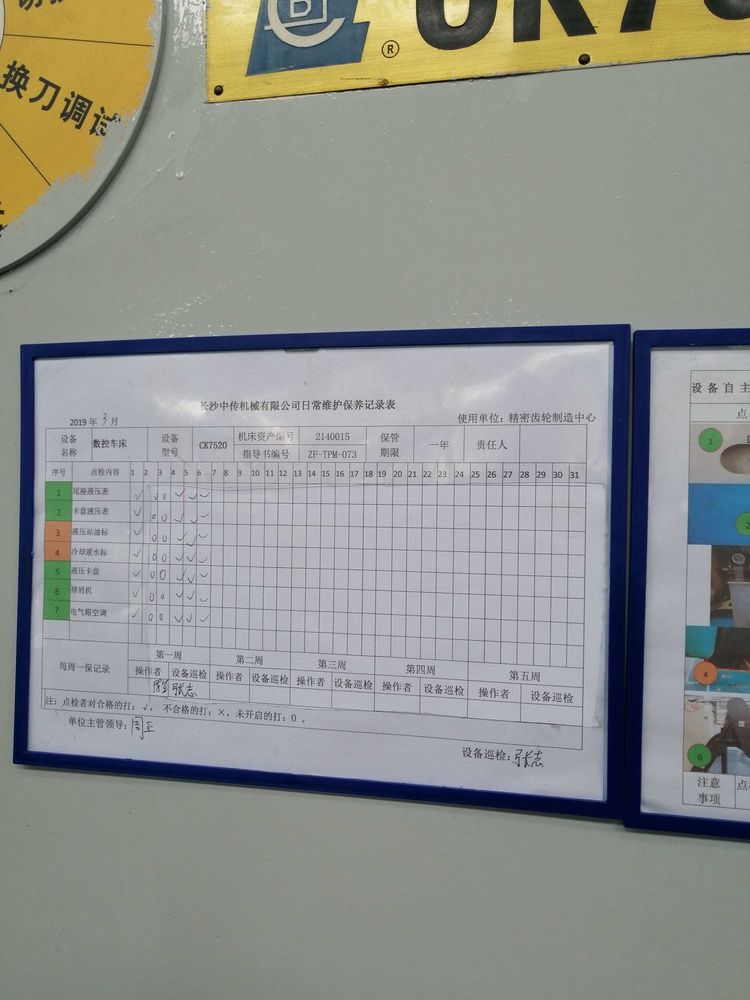 换刀调试
®
CK75
长沙中传机械有限公司日常维护保养记录表
2019 年 3 月
使用单位: 精密齿轮制造中心
设备名称 数控车床 设备型号 CK7520 机床资产编号 2140015 保管期限 一年 责任人
指导书编号 ZF-TPM-073
序号 点检内容 1 2 3 4 5 6 7 8 9 10 11 12 13 14 15 16 17 18 19 20 21 22 23 24 25 26 27 28 29 30 31
1 尾座液压表 √ 0 0 √ √ √
2 卡盘液压表 √ 0 0 √ √ √
3 液压站油标 √ 0 0 √ √ √
4 冷却液水标 √ 0 0 √ √ √
5 液压卡盘 √ 0 0 √ √ √
6 排屑机 √ 0 0 √ √ √
7 电气箱空调 √ 0 0 √ √ √
每周一保记录 第一周 第二周 第三周 第四周 第五周
操作者 设备巡检 操作者 设备巡检 操作者 设备巡检 操作者 设备巡检 操作者 设备巡检
张志
注: 点检者对合格的打: √, 不合格的打: ×, 未开启的打: 0 。
单位主管领导: 周
设备巡检: 张志
设备自主
点
1
2
4
6
注意事项
点